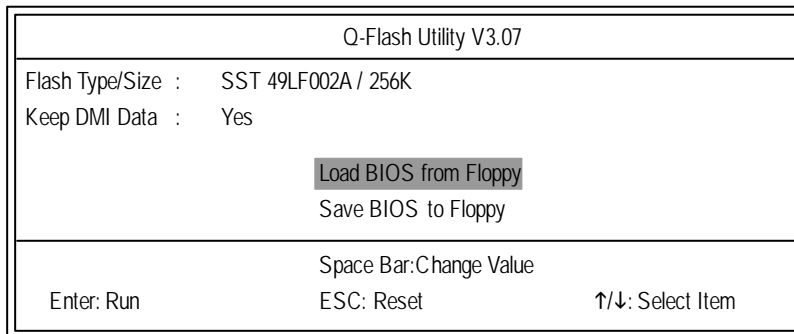 Q-Flash Utility V3.07
Flash Type/Size : SST 49LF002A / 256K
Keep DMI Data : Yes
Load BIOS from Floppy
Save BIOS to Floppy
Space Bar:Change Value
Enter: Run ESC: Reset ↑/↓: Select Item